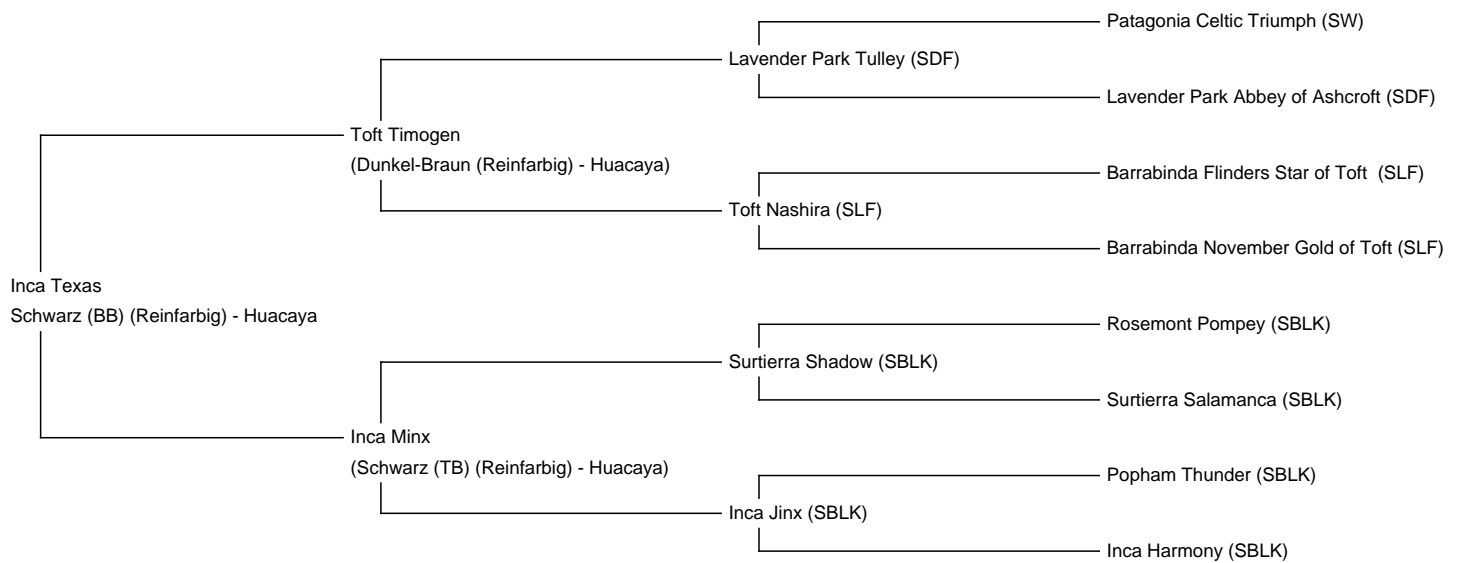 Patagonia Celtic Triumph (SW)
Lavender Park Tulley (SDF)
Lavender Park Abbey of Ashcroft (SDF)
Toft Timogen
(Dunkel-Braun (Reinfarbig) - Huacaya)
Barrabinda Flinders Star of Toft  (SLF)
Toft Nashira (SLF)
Barrabinda November Gold of Toft (SLF)
Inca Texas
Schwarz (BB) (Reinfarbig) - Huacaya
Rosemont Pompey (SBLK)
Surtierra Shadow (SBLK)
Surtierra Salamanca (SBLK)
Inca Minx
(Schwarz (TB) (Reinfarbig) - Huacaya)
Popham Thunder (SBLK)
Inca Jinx (SBLK)
Inca Harmony (SBLK)